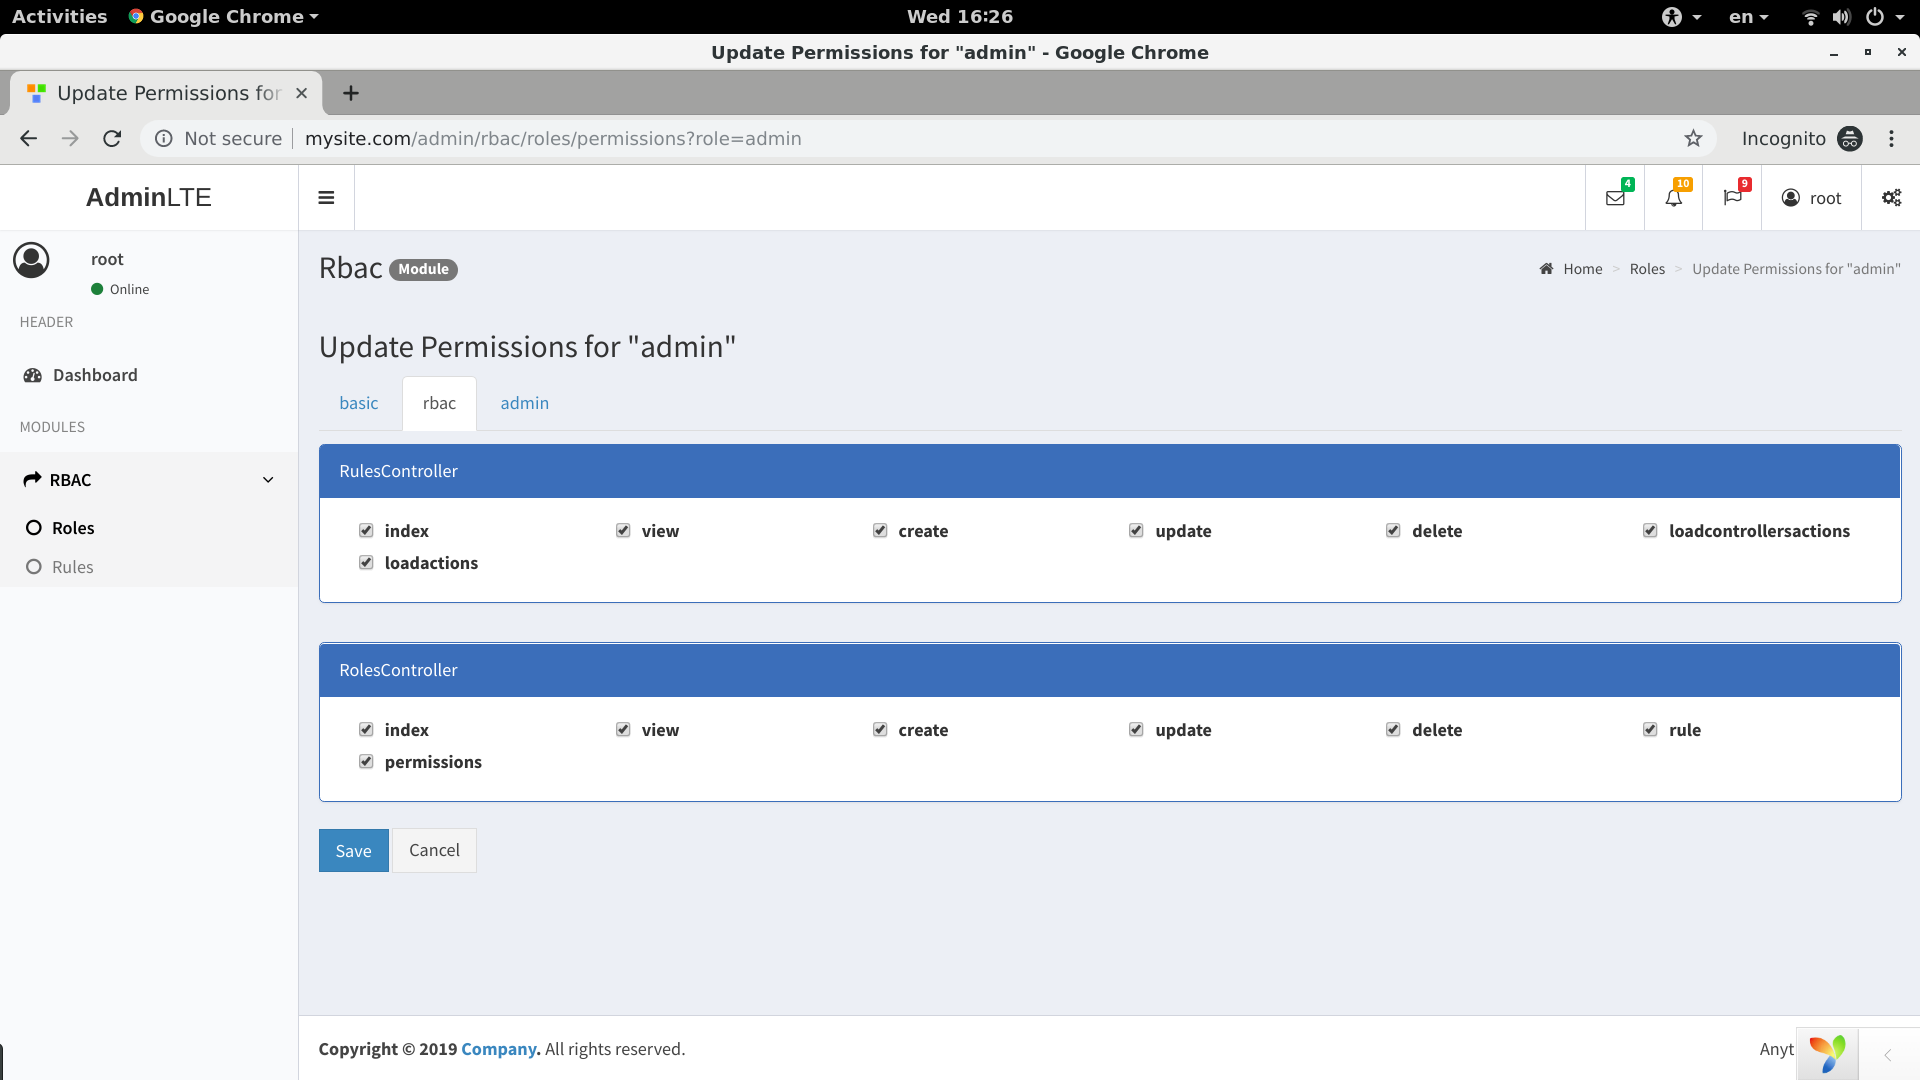 Activities Google Chrome Wed 16:26 en
Update Permissions for "admin" - Google Chrome
Update Permissions for
Not secure mysite.com/admin/rbac/roles/permissions?role=admin Incognito
AdminLTE 4 10 9 root
root
Online
HEADER
Dashboard
MODULES
RBAC
Roles
Rules
Rbac Module
Home > Roles > Update Permissions for "admin"
Update Permissions for "admin"
basic rbac admin
RulesController
index view create update delete loadcontrollersactions
loadactions
RolesController
index view create update delete rule
permissions
Save Cancel
Copyright © 2019 Company. All rights reserved. Anyt